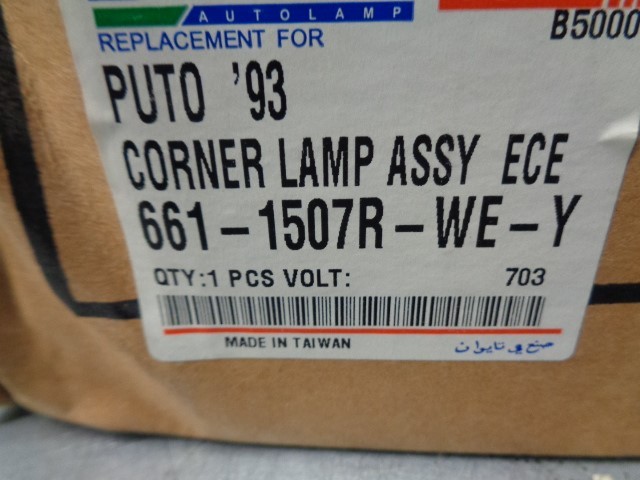 AUTOLAMP
B5000
REPLACEMENT FOR
PUTO '93
CORNER LAMP ASSY ECE
661-1507R-WE-Y
QTY:1 PCS VOLT: 703
MADE IN TAIWAN صنع في تايوان